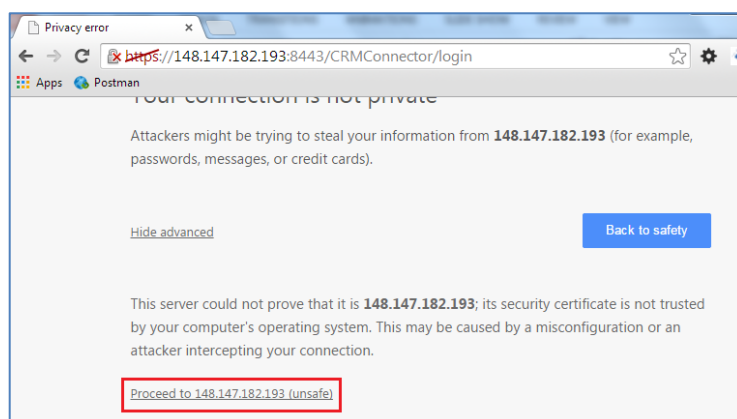 Privacy error
https://148.147.182.193:8443/CRMConnector/login
Apps Postman
Your connection is not private
Attackers might be trying to steal your information from 148.147.182.193 (for example,
passwords, messages, or credit cards).
Hide advanced
Back to safety
This server could not prove that it is 148.147.182.193; its security certificate is not trusted
by your computer's operating system. This may be caused by a misconfiguration or an
attacker intercepting your connection.
Proceed to 148.147.182.193 (unsafe)